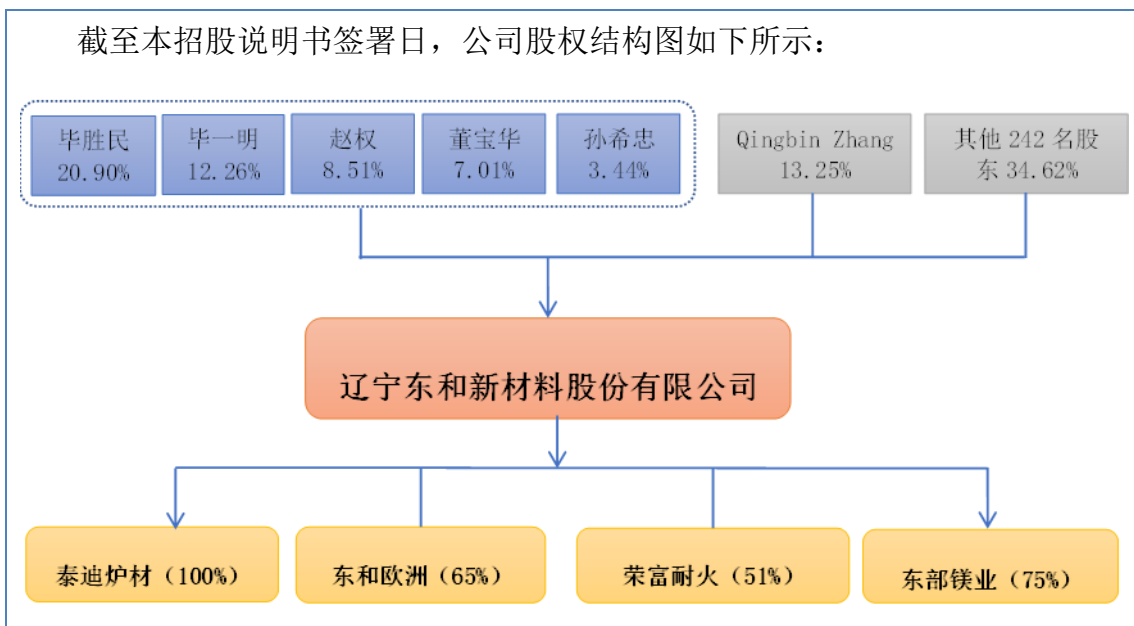 截至本招股说明书签署日，公司股权结构图如下所示：
毕胜民
20.90%
毕一明
12.26%
赵权
8.51%
董宝华
7.01%
孙希忠
3.44%
Qingbin Zhang
13.25%
其他 242 名股
东 34.62%
辽宁东和新材料股份有限公司
泰迪炉材（100%）
东和欧洲（65%）
荣富耐火（51%）
东部镁业（75%）